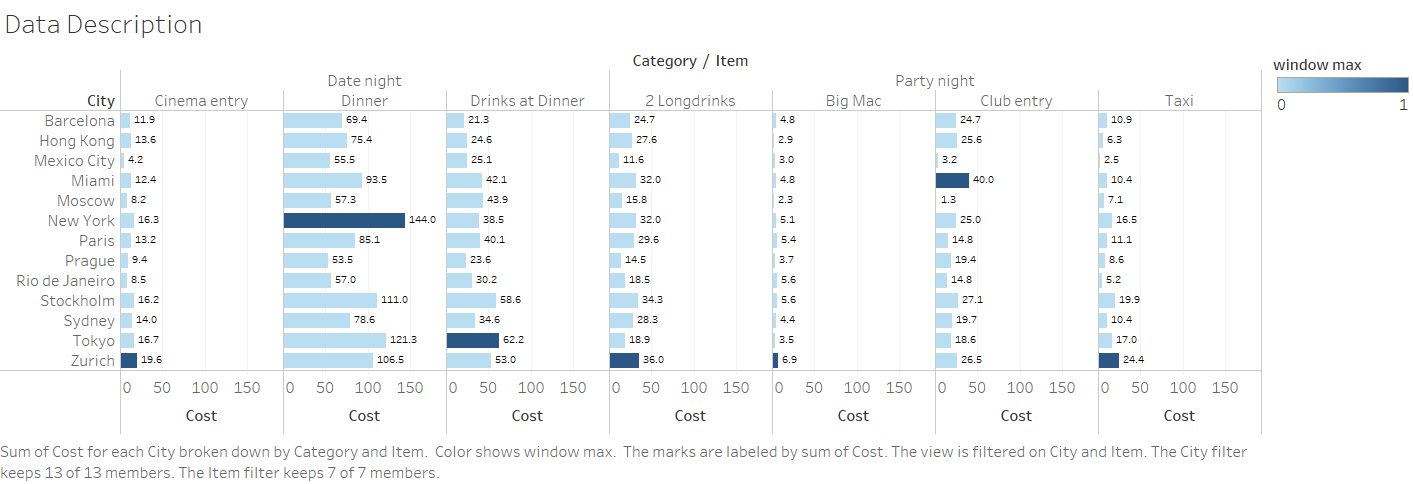 Data Description
Category / Item
window max
Date night
Party night
City
Cinema entry
Dinner
Drinks at Dinner
2 Longdrinks
Big Mac
Club entry
Taxi
0
1
Barcelona 11.9 69.4 21.3 24.7 4.8 24.7 10.9
Hong Kong 13.6 75.4 24.6 27.6 2.9 25.6 6.3
Mexico City 4.2 55.5 25.1 11.6 3.0 3.2 2.5
Miami 12.4 93.5 42.1 32.0 4.8 40.0 10.4
Moscow 8.2 57.3 43.9 15.8 2.3 1.3 7.1
New York 16.3 144.0 38.5 32.0 5.1 25.0 16.5
Paris 13.2 85.1 40.1 29.6 5.4 14.8 11.1
Prague 9.4 53.5 23.6 14.5 3.7 19.4 8.6
Rio de Janeiro 8.5 57.0 30.2 18.5 5.6 14.8 5.2
Stockholm 16.2 111.0 58.6 34.3 5.6 27.1 19.9
Sydney 14.0 78.6 34.6 28.3 4.4 19.7 10.4
Tokyo 16.7 121.3 62.2 18.9 3.5 18.6 17.0
Zurich 19.6 106.5 53.0 36.0 6.9 26.5 24.4
0 50 100 150 0 50 100 150 0 50 100 150 0 50 100 150 0 50 100 150 0 50 100 150 0 50 100 150
Cost Cost Cost Cost Cost Cost Cost
Sum of Cost for each City broken down by Category and Item.  Color shows window max.  The marks are labeled by sum of Cost. The view is filtered on City and Item. The City filter
keeps 13 of 13 members. The Item filter keeps 7 of 7 members.